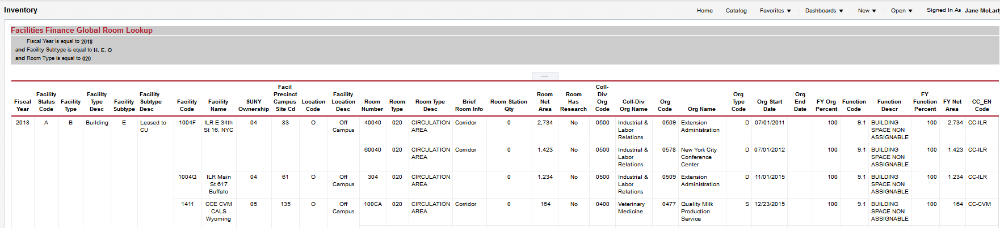 Inventory
Home Catalog Favorites Dashboards New Open Signed In As Jane McLart
Facilities Finance Global Room Lookup
Fiscal Year is equal to 2018
and Facility Subtype is equal to H. E. O
and Room Type is equal to 020
Fiscal Year Facility Status Code Facility Type Facility Type Desc Facility Subtype Facility Subtype Desc Facility Code Facility Name SUNY Ownership Facil Precinct Campus Site Cd Location Code Facility Location Desc Room Number Room Type Room Type Desc Brief Room Info Room Station Qty Room Net Area Room Has Research Coll-Div Org Code Coll-Div Org Name Org Code Org Name Org Type Code Org Start Date Org End Date FY Org Percent Function Code Function Descr FY Function Percent FY Net Area CC_EN Code
2018 A B Building E Leased to CU 1004F ILR E 34th St 16, NYC 04 83 O Off Campus 40040 020 CIRCULATION AREA Corridor 0 2,734 No 0500 Industrial & Labor Relations 0509 Extension Administration D 07/01/2011 100 9.1 BUILDING SPACE NON ASSIGNABLE 100 2,734 CC-ILR
60040 020 CIRCULATION AREA Corridor 0 1,423 No 0500 Industrial & Labor Relations 0578 New York City Conference Center D 07/01/2012 100 9.1 BUILDING SPACE NON ASSIGNABLE 100 1,423 CC-ILR
1004Q ILR Main St 617 Buffalo 04 61 O Off Campus 304 020 CIRCULATION AREA 0 1,234 No 0500 Industrial & Labor Relations 0509 Extension Administration D 11/01/2015 100 9.1 BUILDING SPACE NON ASSIGNABLE 100 1,234 CC-ILR
1411 CCE CVM CALS Wyoming 05 135 O Off Campus 100CA 020 CIRCULATION AREA Corridor 0 164 No 0400 Veterinary Medicine 0477 Quality Milk Production Service S 12/23/2015 100 9.1 BUILDING SPACE NON ASSIGNABLE 100 164 CC-CVM